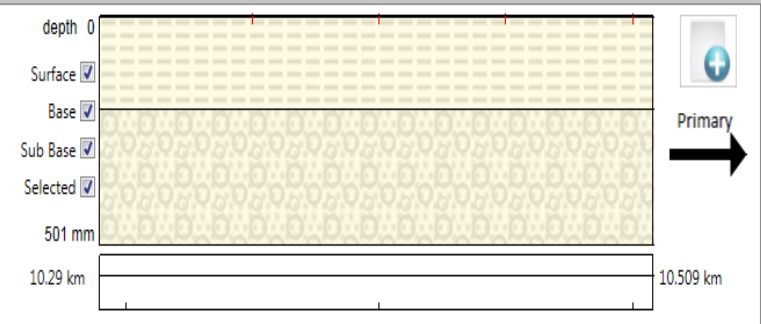 depth 0
Surface
Base
Primary
Sub Base
Selected
501 mm
10.29 km
10.509 km